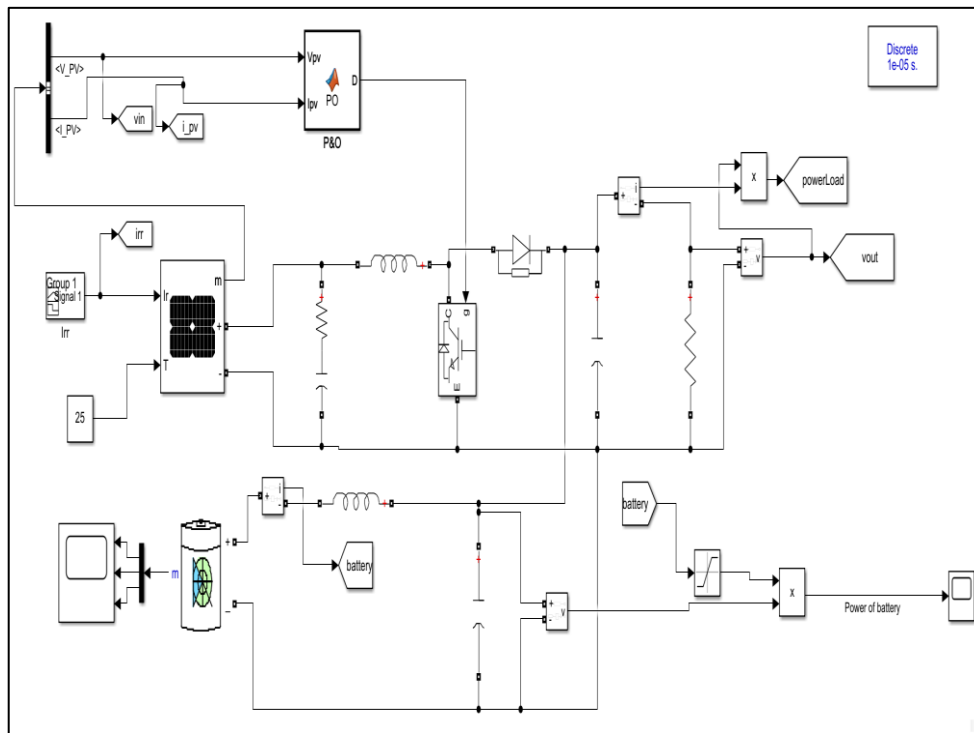 <V_PV>
<I_PV>
vin
i_pv
Vpv
Ipv
PO
D
P&O
Discrete
1e-05 s.
x
powerLoad
i
+
-
+
-
v
vout
irr
Group 1
Signal 1
Irr
Ir
T
m
+
-
25
g
C
E
+
-
i
battery
m
+
-
+
-
v
battery
x
Power of battery